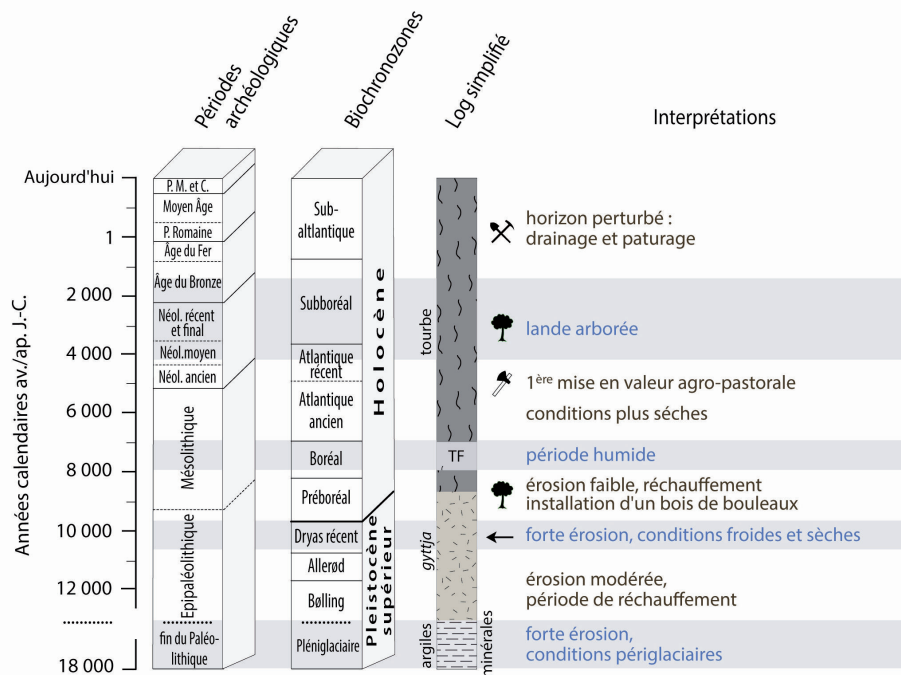 Périodes
archéologiques
Biochronozones
Log simplifié
Interprétations
Années calendaires av./ap. J.-C.
Aujourd'hui
1
2 000
4 000
6 000
8 000
10 000
12 000
18 000
P. M. et C.
Moyen Âge
P. Romaine
Âge du Fer
Âge du Bronze
Néol. récent
et final
Néol.moyen
Néol. ancien
Mésolithique
Epipaléolithique
fin du Paléo-
lithique
Sub-
altlantique
Subboréal
Atlantique
récent
Atlantique
ancien
Boréal
Préboréal
Dryas récent
Allerød
Bølling
Pléniglaciaire
Holocène
Pleistocène
supérieur
tourbe
TF
gyttja
argiles
minérales
horizon perturbé :
drainage et paturage
lande arborée
1ère mise en valeur agro-pastorale
conditions plus séches
période humide
érosion faible, réchauffement
installation d'un bois de bouleaux
forte érosion, conditions froides et sèches
érosion modérée,
période de réchauffement
forte érosion,
conditions périglaciaires